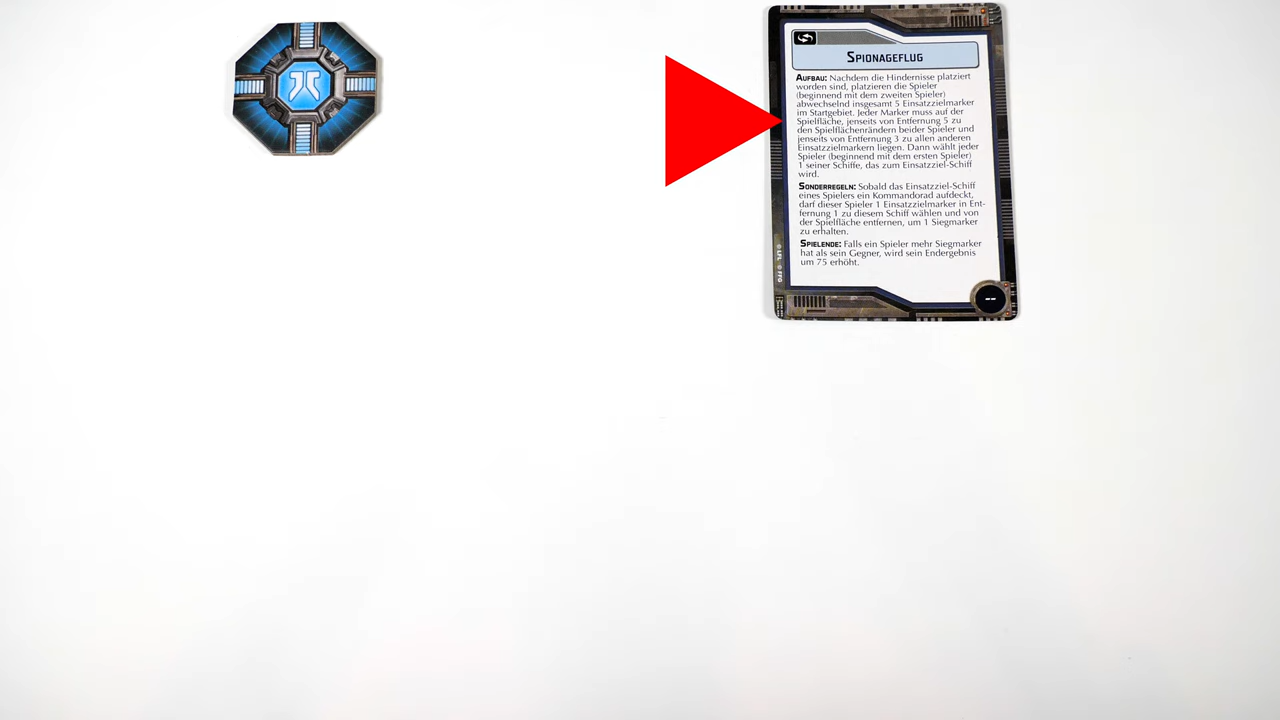 Spionageflug
Aufbau: Nachdem die Hindernisse platziert
worden sind, platzieren die Spieler
(beginnend mit dem zweiten Spieler)
abwechselnd insgesamt 5 Einsatzzielmarker
im Startgebiet. Jeder Marker muss auf der
Spielfläche, jenseits von Entfernung 5 zu
den Spielflächenrändern beider Spieler und
jenseits von Entfernung 3 zu allen anderen
Einsatzzielmarkern liegen. Dann wählt jeder
Spieler (beginnend mit dem ersten Spieler)
1 seiner Schiffe, das zum Einsatzziel-Schiff
wird.
Sonderregeln: Sobald das Einsatzziel-Schiff
eines Spielers ein Kommandorad aufdeckt,
darf dieser Spieler 1 Einsatzzielmarker in Ent-
fernung 1 zu diesem Schiff wählen und von
der Spielfläche entfernen, um 1 Siegmarker
zu erhalten.
Spielende: Falls ein Spieler mehr Siegmarker
hat als sein Gegner, wird sein Endergebnis
um 75 erhöht.
© LFL © FFG
--